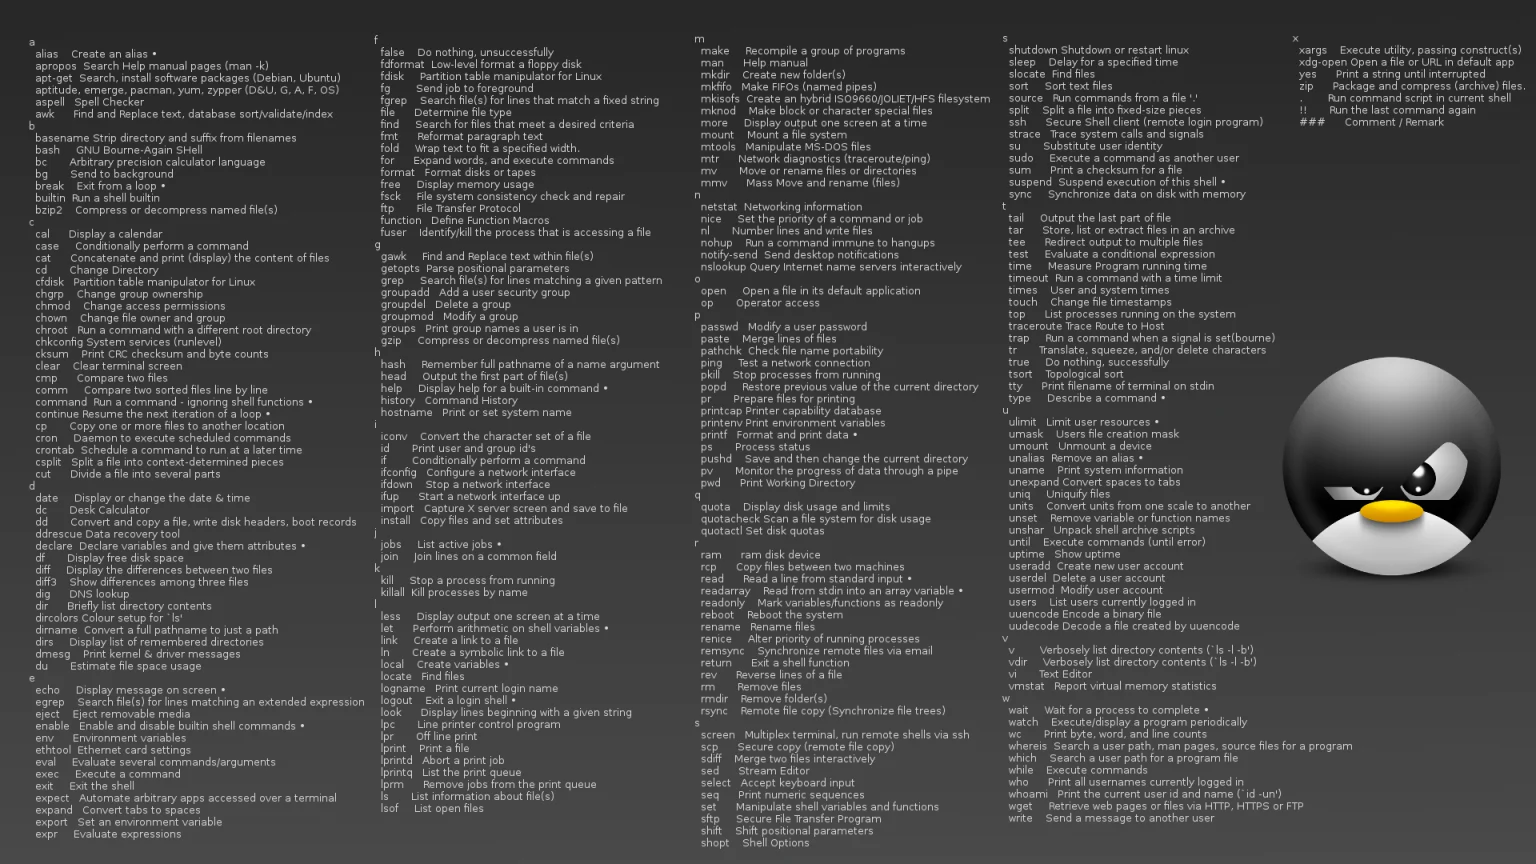 a
alias Create an alias •
apropos Search Help manual pages (man -k)
apt-get Search, install software packages (Debian, Ubuntu)
aptitude, emerge, pacman, yum, zypper (D&U, G, A, F, OS)
aspell Spell Checker
awk Find and Replace text, database sort/validate/index
b
basename Strip directory and suffix from filenames
bash GNU Bourne-Again SHell
bc Arbitrary precision calculator language
bg Send to background
break Exit from a loop •
builtin Run a shell builtin
bzip2 Compress or decompress named file(s)
c
cal Display a calendar
case Conditionally perform a command
cat Concatenate and print (display) the content of files
cd Change Directory
cfdisk Partition table manipulator for Linux
chgrp Change group ownership
chmod Change access permissions
chown Change file owner and group
chroot Run a command with a different root directory
chkconfig System services (runlevel)
cksum Print CRC checksum and byte counts
clear Clear terminal screen
cmp Compare two files
comm Compare two sorted files line by line
command Run a command - ignoring shell functions •
continue Resume the next iteration of a loop •
cp Copy one or more files to another location
cron Daemon to execute scheduled commands
crontab Schedule a command to run at a later time
csplit Split a file into context-determined pieces
cut Divide a file into several parts
d
date Display or change the date & time
dc Desk Calculator
dd Convert and copy a file, write disk headers, boot records
ddrescue Data recovery tool
declare Declare variables and give them attributes •
df Display free disk space
diff Display the differences between two files
diff3 Show differences among three files
dig DNS lookup
dir Briefly list directory contents
dircolors Colour setup for `ls'
dirname Convert a full pathname to just a path
dirs Display list of remembered directories
dmesg Print kernel & driver messages
du Estimate file space usage
e
echo Display message on screen •
egrep Search file(s) for lines matching an extended expression
eject Eject removable media
enable Enable and disable builtin shell commands •
env Environment variables
ethtool Ethernet card settings
eval Evaluate several commands/arguments
exec Execute a command
exit Exit the shell
expect Automate arbitrary apps accessed over a terminal
expand Convert tabs to spaces
export Set an environment variable
expr Evaluate expressions
f
false Do nothing, unsuccessfully
fdformat Low-level format a floppy disk
fdisk Partition table manipulator for Linux
fg Send job to foreground
fgrep Search file(s) for lines that match a fixed string
file Determine file type
find Search for files that meet a desired criteria
fmt Reformat paragraph text
fold Wrap text to fit a specified width.
for Expand words, and execute commands
format Format disks or tapes
free Display memory usage
fsck File system consistency check and repair
ftp File Transfer Protocol
function Define Function Macros
fuser Identify/kill the process that is accessing a file
g
gawk Find and Replace text within file(s)
getopts Parse positional parameters
grep Search file(s) for lines matching a given pattern
groupadd Add a user security group
groupdel Delete a group
groupmod Modify a group
groups Print group names a user is in
gzip Compress or decompress named file(s)
h
hash Remember full pathname of a name argument
head Output the first part of file(s)
help Display help for a built-in command •
history Command History
hostname Print or set system name
i
iconv Convert the character set of a file
id Print user and group id's
if Conditionally perform a command
ifconfig Configure a network interface
ifdown Stop a network interface
ifup Start a network interface up
import Capture X server screen and save to file
install Copy files and set attributes
j
jobs List active jobs •
join Join lines on a common field
k
kill Stop a process from running
killall Kill processes by name
l
less Display output one screen at a time
let Perform arithmetic on shell variables •
link Create a link to a file
ln Create a symbolic link to a file
local Create variables •
locate Find files
logname Print current login name
logout Exit a login shell •
look Display lines beginning with a given string
lpc Line printer control program
lpr Off line print
lprint Print a file
lprintd Abort a print job
lprintq List the print queue
lprm Remove jobs from the print queue
ls List information about file(s)
lsof List open files
m
make Recompile a group of programs
man Help manual
mkdir Create new folder(s)
mkfifo Make FIFOs (named pipes)
mkisofs Create an hybrid ISO9660/JOLIET/HFS filesystem
mknod Make block or character special files
more Display output one screen at a time
mount Mount a file system
mtools Manipulate MS-DOS files
mtr Network diagnostics (traceroute/ping)
mv Move or rename files or directories
mmv Mass Move and rename (files)
n
netstat Networking information
nice Set the priority of a command or job
nl Number lines and write files
nohup Run a command immune to hangups
notify-send Send desktop notifications
nslookup Query Internet name servers interactively
o
open Open a file in its default application
op Operator access
p
passwd Modify a user password
paste Merge lines of files
pathchk Check file name portability
ping Test a network connection
pkill Stop processes from running
popd Restore previous value of the current directory
pr Prepare files for printing
printcap Printer capability database
printenv Print environment variables
printf Format and print data •
ps Process status
pushd Save and then change the current directory
pv Monitor the progress of data through a pipe
pwd Print Working Directory
q
quota Display disk usage and limits
quotacheck Scan a file system for disk usage
quotactl Set disk quotas
r
ram ram disk device
rcp Copy files between two machines
read Read a line from standard input •
readarray Read from stdin into an array variable •
readonly Mark variables/functions as readonly
reboot Reboot the system
rename Rename files
renice Alter priority of running processes
remsync Synchronize remote files via email
return Exit a shell function
rev Reverse lines of a file
rm Remove files
rmdir Remove folder(s)
rsync Remote file copy (Synchronize file trees)
s
screen Multiplex terminal, run remote shells via ssh
scp Secure copy (remote file copy)
sdiff Merge two files interactively
sed Stream Editor
select Accept keyboard input
seq Print numeric sequences
set Manipulate shell variables and functions
sftp Secure File Transfer Program
shift Shift positional parameters
shopt Shell Options
s
shutdown Shutdown or restart linux
sleep Delay for a specified time
slocate Find files
sort Sort text files
source Run commands from a file '.'
split Split a file into fixed-size pieces
ssh Secure Shell client (remote login program)
strace Trace system calls and signals
su Substitute user identity
sudo Execute a command as another user
sum Print a checksum for a file
suspend Suspend execution of this shell •
sync Synchronize data on disk with memory
t
tail Output the last part of file
tar Store, list or extract files in an archive
tee Redirect output to multiple files
test Evaluate a conditional expression
time Measure Program running time
timeout Run a command with a time limit
times User and system times
touch Change file timestamps
top List processes running on the system
traceroute Trace Route to Host
trap Run a command when a signal is set(bourne)
tr Translate, squeeze, and/or delete characters
true Do nothing, successfully
tsort Topological sort
tty Print filename of terminal on stdin
type Describe a command •
u
ulimit Limit user resources •
umask Users file creation mask
umount Unmount a device
unalias Remove an alias •
uname Print system information
unexpand Convert spaces to tabs
uniq Uniquify files
units Convert units from one scale to another
unset Remove variable or function names
unshar Unpack shell archive scripts
until Execute commands (until error)
uptime Show uptime
useradd Create new user account
userdel Delete a user account
usermod Modify user account
users List users currently logged in
uuencode Encode a binary file
uudecode Decode a file created by uuencode
v
v Verbosely list directory contents (`ls -l -b')
vdir Verbosely list directory contents (`ls -l -b')
vi Text Editor
vmstat Report virtual memory statistics
w
wait Wait for a process to complete •
watch Execute/display a program periodically
wc Print byte, word, and line counts
whereis Search a user path, man pages, source files for a program
which Search a user path for a program file
while Execute commands
who Print all usernames currently logged in
whoami Print the current user id and name (`id -un')
wget Retrieve web pages or files via HTTP, HTTPS or FTP
write Send a message to another user
x
xargs Execute utility, passing construct(s)
xdg-open Open a file or URL in default app
yes Print a string until interrupted
zip Package and compress (archive) files.
. Run command script in current shell
!! Run the last command again
### Comment / Remark